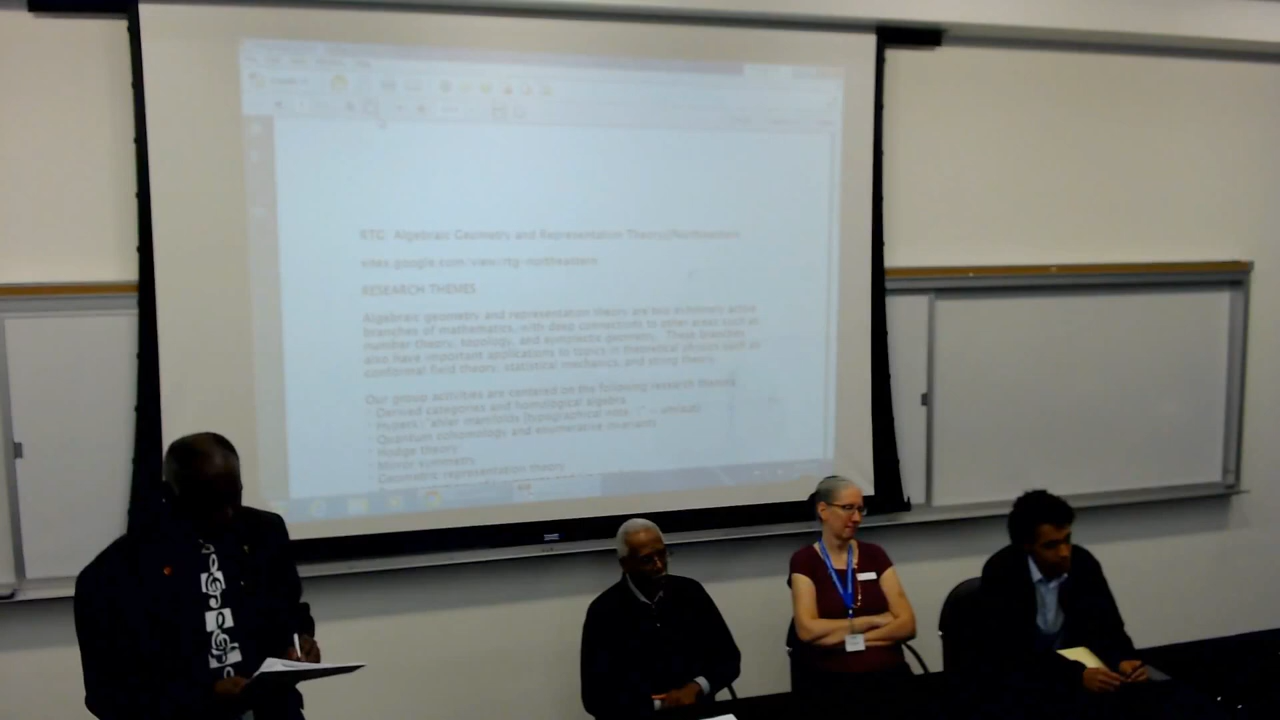 RTG: Algebraic Geometry and Representation Theory@Northeastern
sites.google.com/view/rtg-northeastern
RESEARCH THEMES
Algebraic geometry and representation theory are two extremely active
branches of mathematics, with deep connections to other areas such as
number theory, topology, and symplectic geometry. These branches
also have important applications to topics in theoretical physics such as
conformal field theory, statistical mechanics, and string theory.
Our group activities are centered on the following research themes
Derived categories and homological algebra
manifolds (typographical note
Quantum cohomology and enumerative invariants
Hodge theory
Mirror symmetry
Geometric representation theory